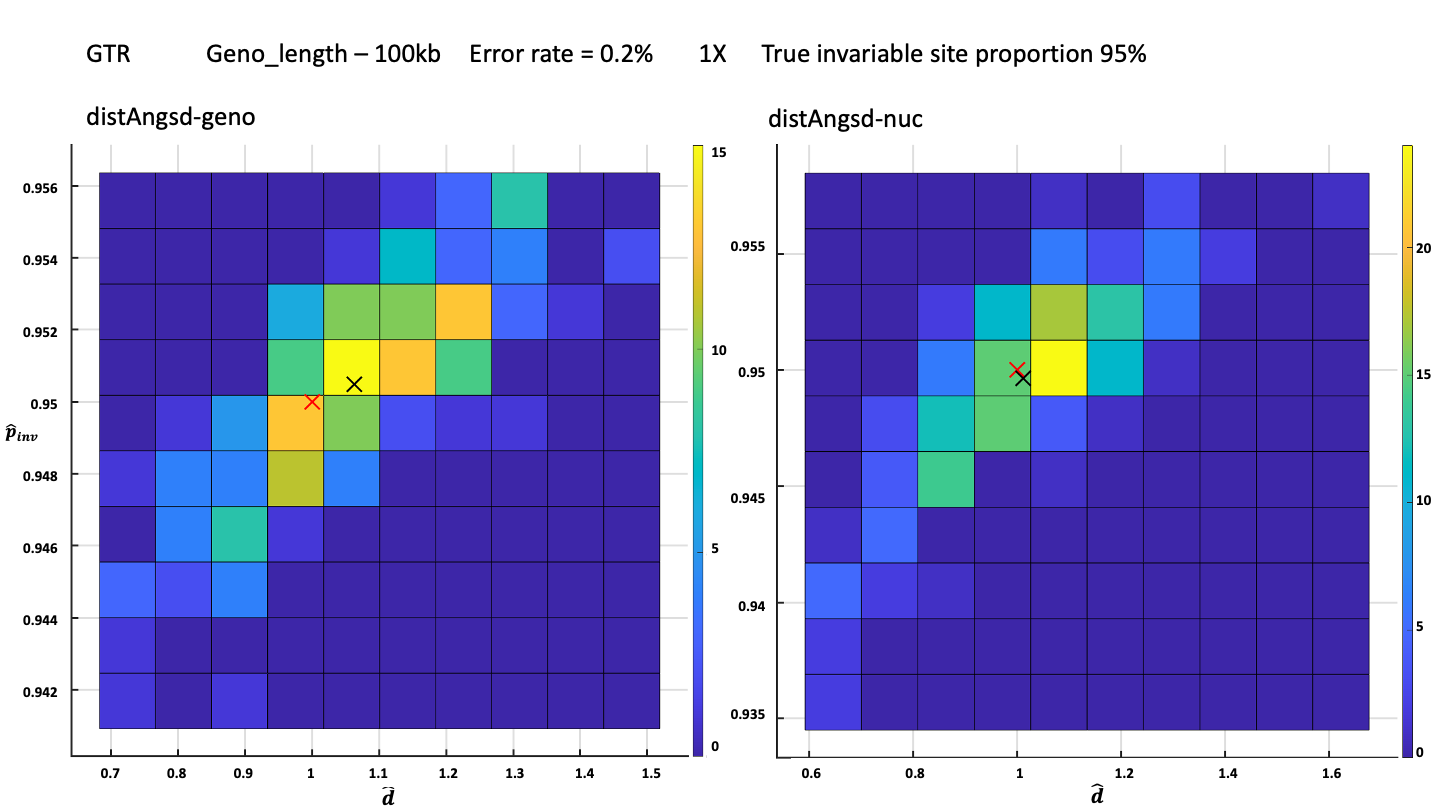 GTR Geno_length – 100kb Error rate = 0.2% 1X True invariable site proportion 95%
distAngsd-geno
distAngsd-nuc
0.956
0.954
0.952
0.95
0.948
0.946
0.944
0.942
p̂inv
0.7 0.8 0.9 1 1.1 1.2 1.3 1.4 1.5
d̂
15
10
5
0
0.955
0.95
0.945
0.94
0.935
0.6 0.8 1 1.2 1.4 1.6
d̂
20
15
10
5
0